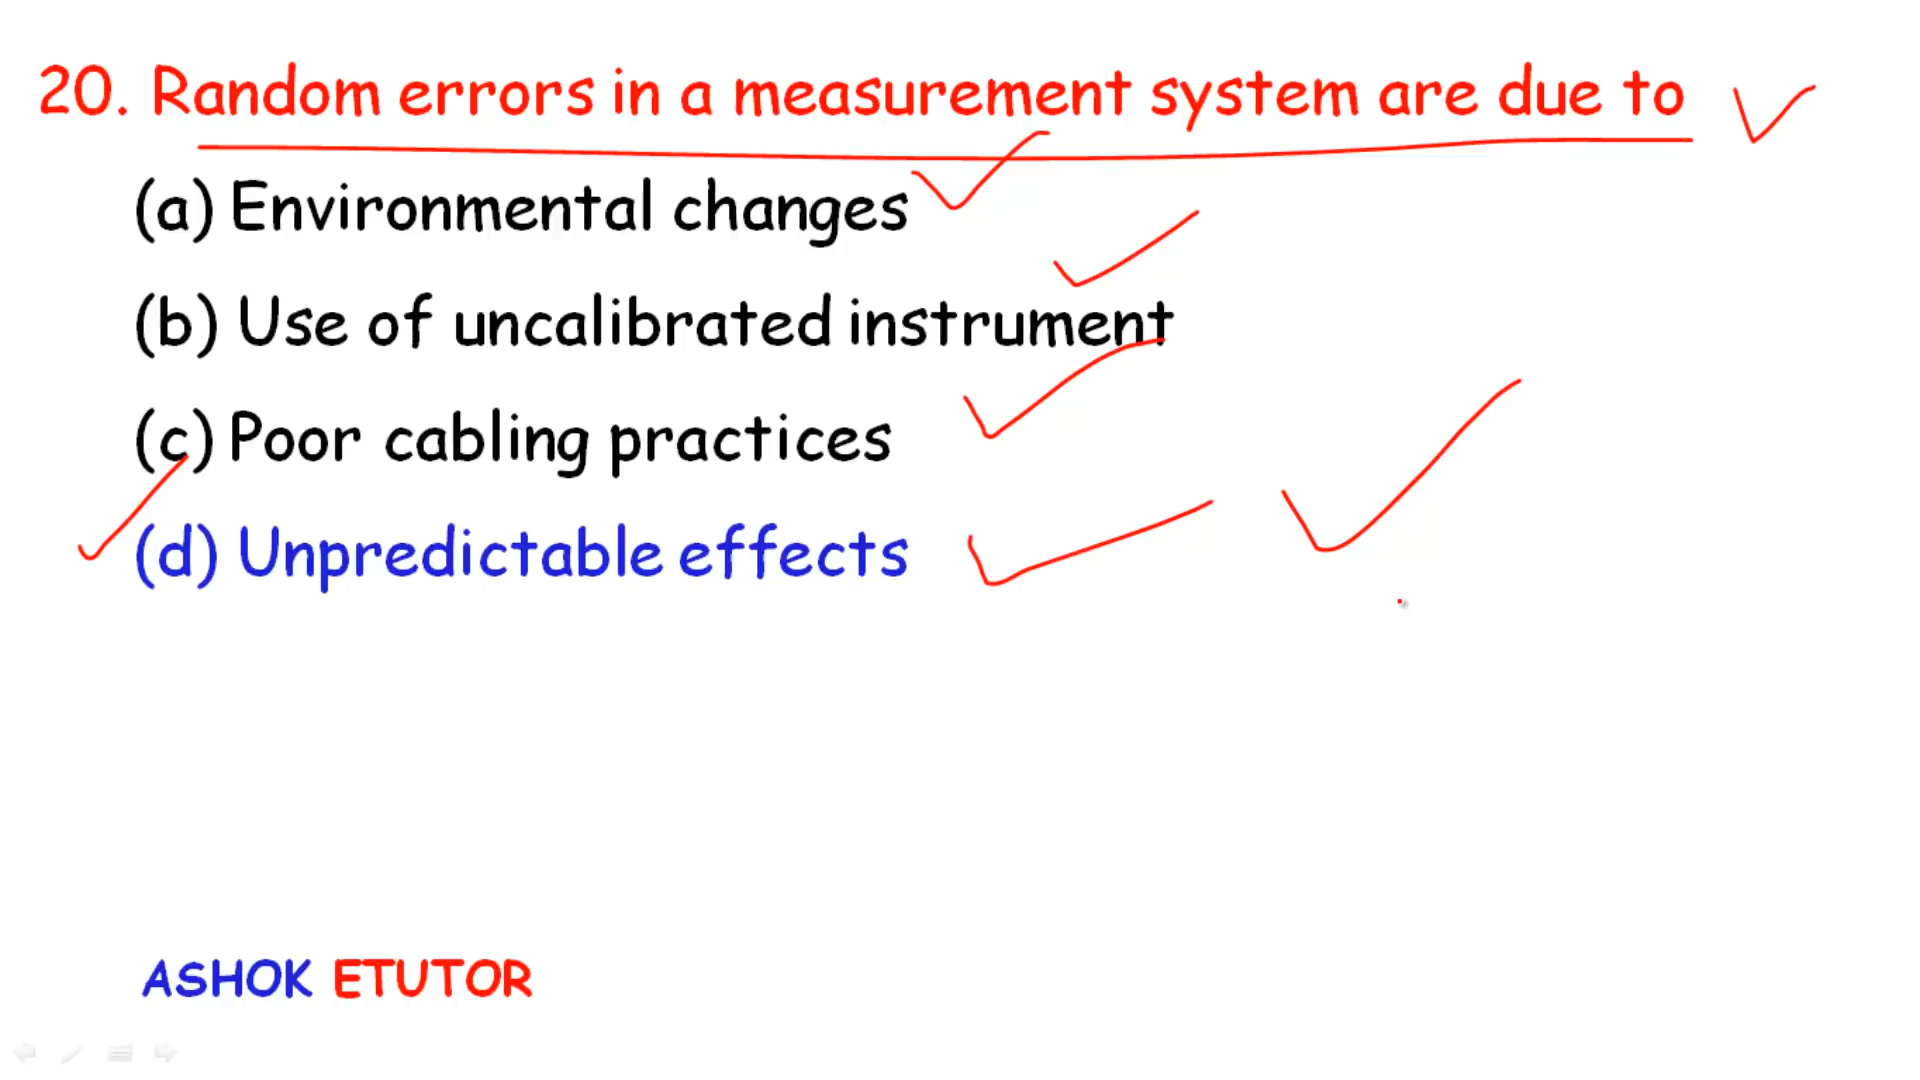 20. Random errors in a measurement system are due to
(a) Environmental changes
(b) Use of uncalibrated instrument
(c) Poor cabling practices
(d) Unpredictable effects
ASHOK ETUTOR